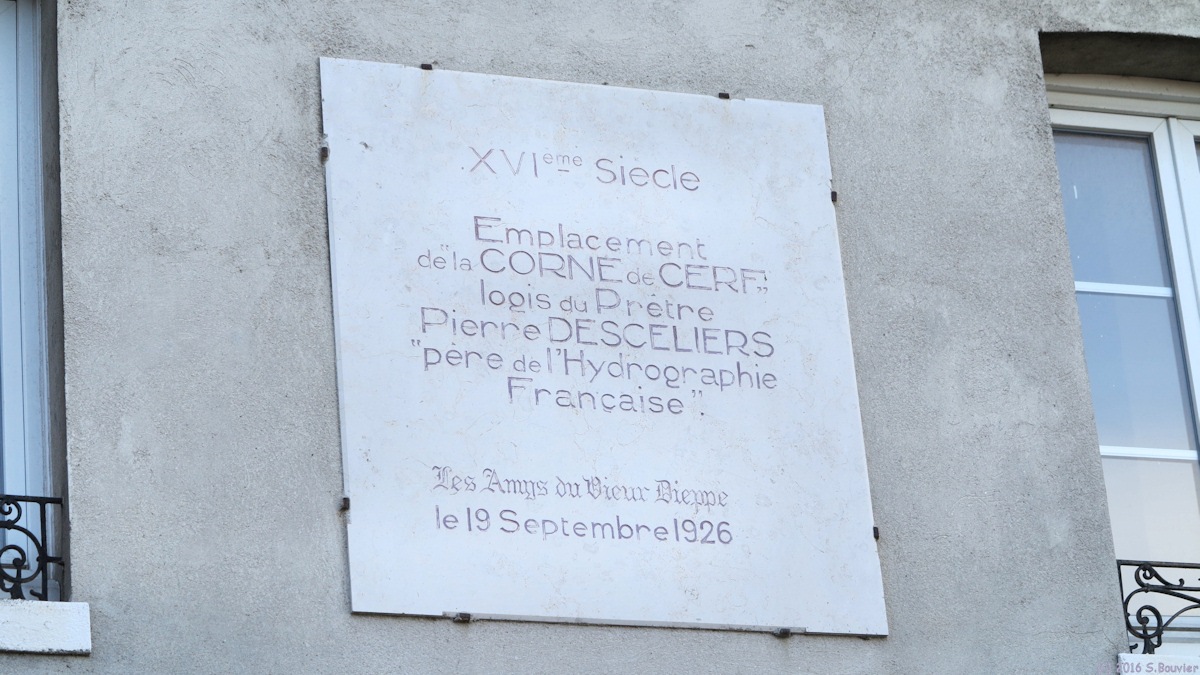 XVIème Siècle
Emplacement
de "la CORNE de CERF",
logis du Prêtre
Pierre DESCELIERS
"père de l'Hydrographie
Française".
Les Amys du Vieux Dieppe
le 19 Septembre 1926
2016 S.Bouvier